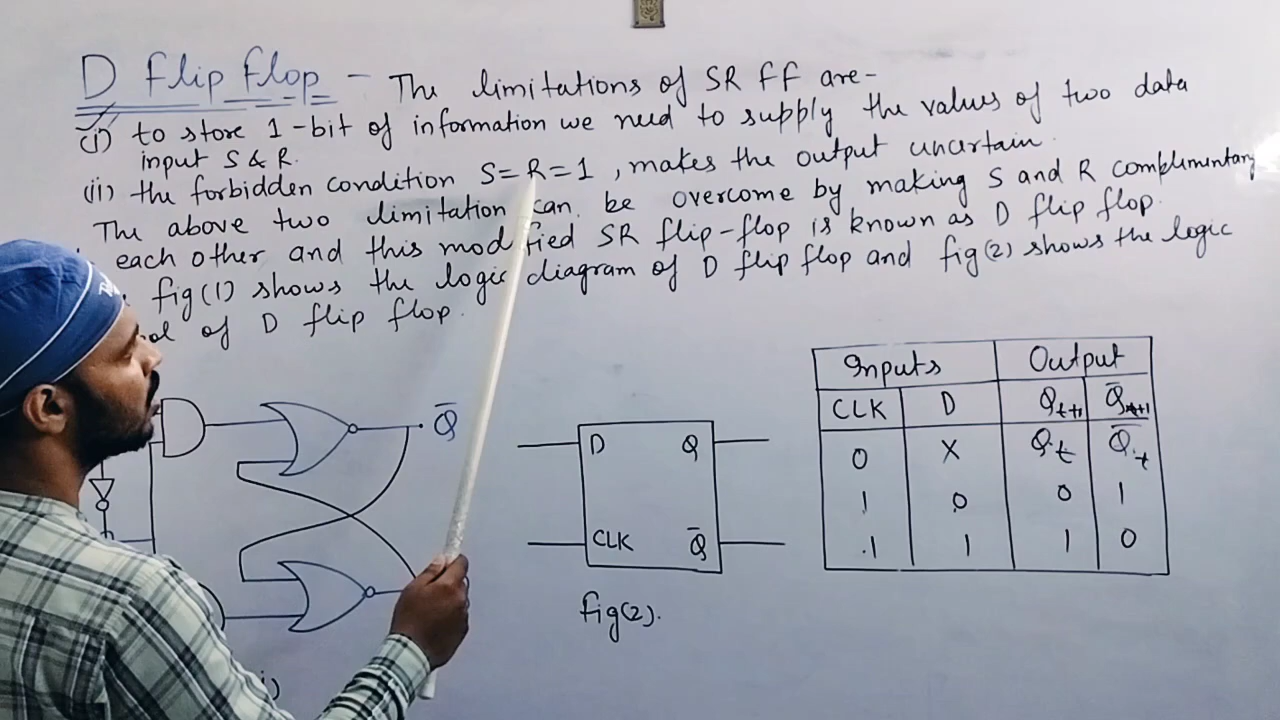 D flip flop - The limitations of SR FF are-
(i) to store 1-bit of information we need to supply the values of two data
input S & R.
(ii) the forbidden condition S=R=1, makes the output uncertain.
The above two limitation can be overcome by making S and R complimentary
each other and this modified SR flip-flop is known as D flip flop.
fig(1) shows the logic diagram of D flip flop and fig(2) shows the logic
of D flip flop.
Q̅
D Q
CLK Q̅
fig(2).
Inputs Output
CLK D Qt+1 Q̅t+1
0 X Qt Q̅t
1 0 0 1
1 1 1 0